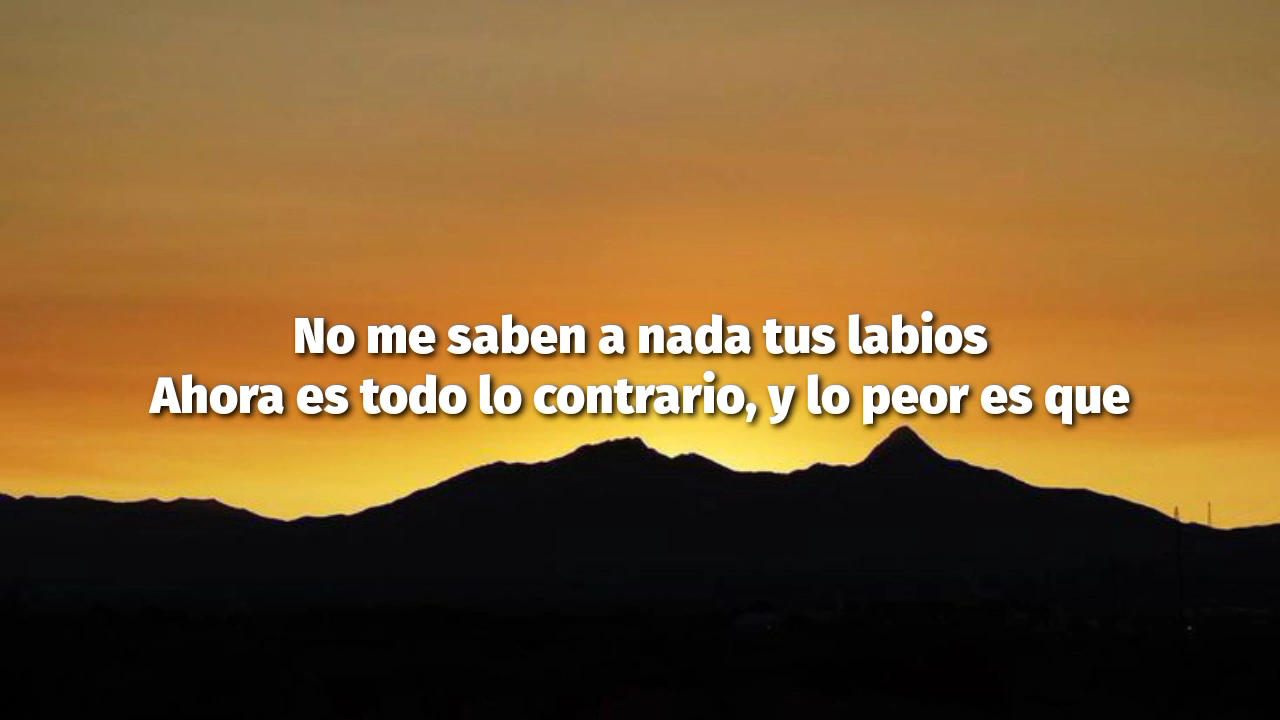 No me saben a nada tus labios
Ahora es todo lo contrario, y lo peor es que